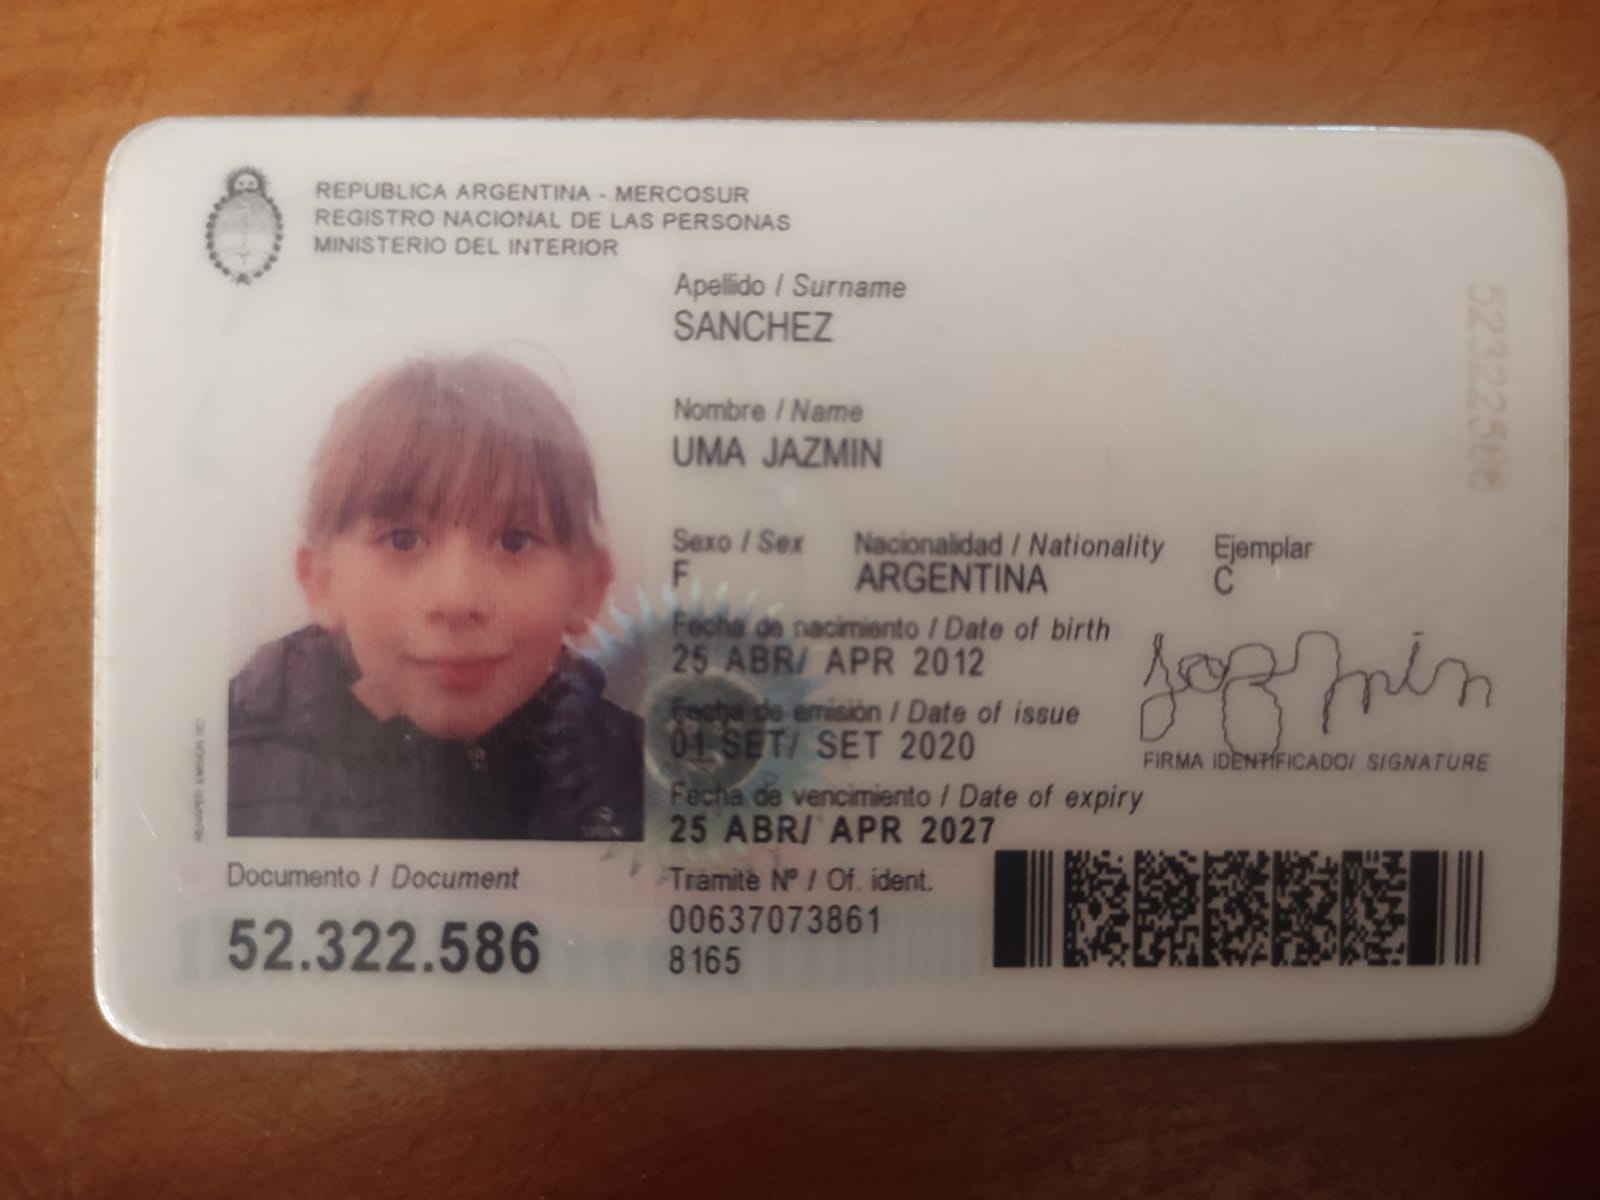 REPUBLICA ARGENTINA - MERCOSUR
REGISTRO NACIONAL DE LAS PERSONAS
MINISTERIO DEL INTERIOR
Apellido / Surname
SANCHEZ
Nombre / Name
UMA JAZMIN
Sexo / Sex Nacionalidad / Nationality Ejemplar
F ARGENTINA C
Fecha de nacimiento / Date of birth
25 ABR/ APR 2012
Fecha de emisión / Date of issue
01 SET/ SET 2020
Jazmin
FIRMA IDENTIFICADO/ SIGNATURE
Fecha de vencimiento / Date of expiry
25 ABR/ APR 2027
Documento / Document
52.322.586
Tramite Nº / Of. ident.
00637073861
8165
52322586